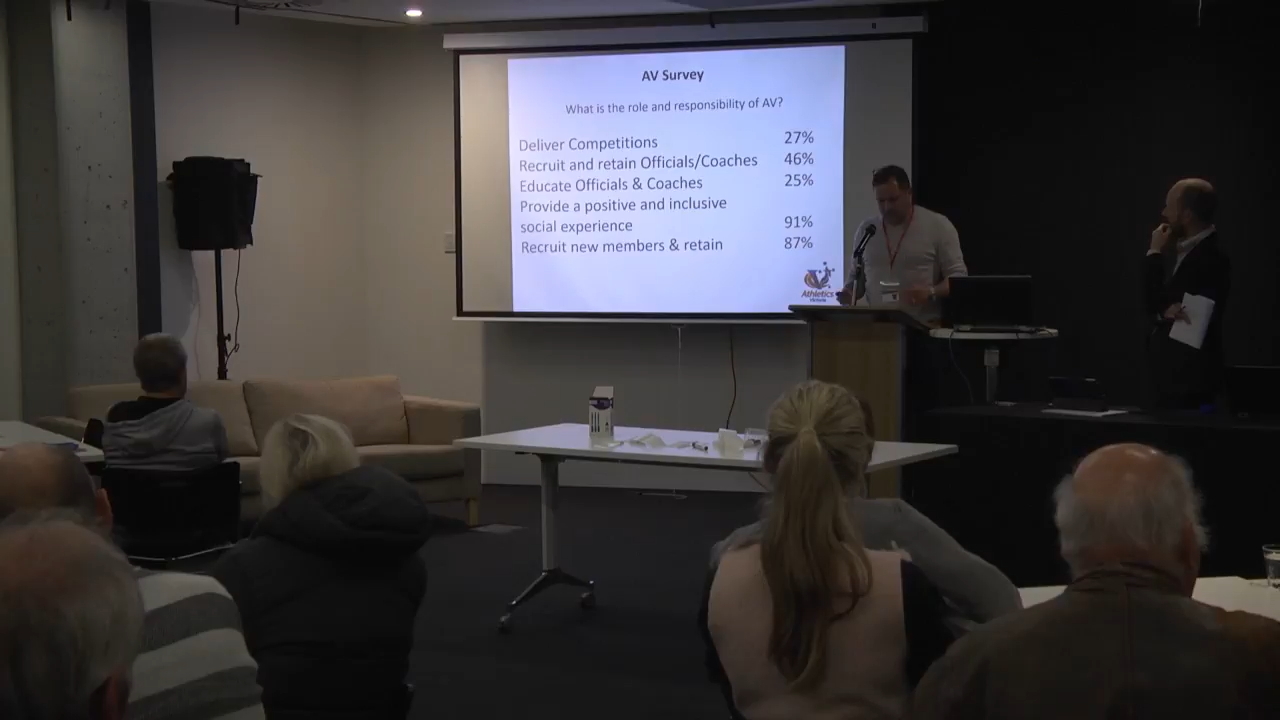 AV Survey
What is the role and responsibility of AV?
Deliver Competitions 27%
Recruit and retain Officials/Coaches 46%
Educate Officials & Coaches 25%
Provide a positive and inclusive
social experience 91%
Recruit new members & retain 87%
Athletics
Victoria